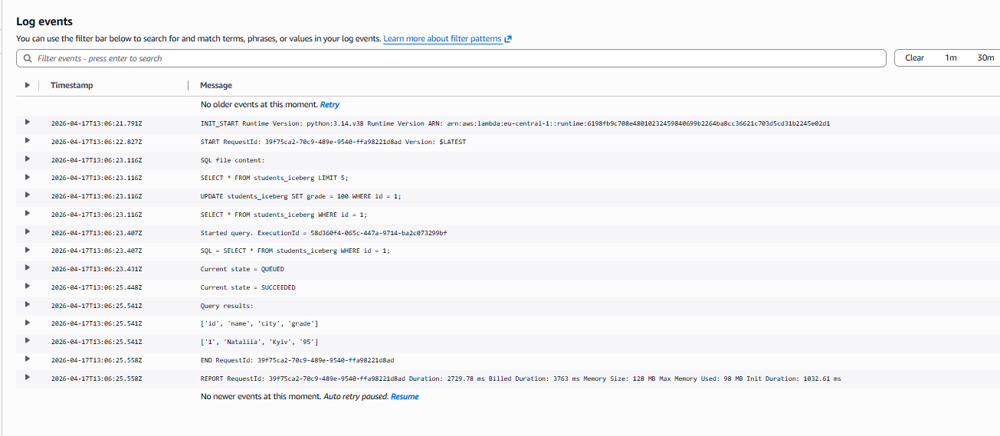 Log events
You can use the filter bar below to search for and match terms, phrases, or values in your log events. Learn more about filter patterns
Filter events - press enter to search
Clear 1m 30m
Timestamp Message
No older events at this moment. Retry
2026-04-17T13:06:21.791Z INIT_START Runtime Version: python:3.14.v38 Runtime Version ARN: arn:aws:lambda:eu-central-1::runtime:6198fb9c708e48010232459840699b2264ba8cc36621c703d5cd31b2245e02d1
2026-04-17T13:06:22.827Z START RequestId: 39f75ca2-70c9-489e-9540-ffa98221d8ad Version: $LATEST
2026-04-17T13:06:23.116Z SQL file content:
2026-04-17T13:06:23.116Z SELECT * FROM students_iceberg LIMIT 5;
2026-04-17T13:06:23.116Z UPDATE students_iceberg SET grade = 100 WHERE id = 1;
2026-04-17T13:06:23.116Z SELECT * FROM students_iceberg WHERE id = 1;
2026-04-17T13:06:23.407Z Started query. ExecutionId = 58d360f4-065c-447a-9714-ba2c073299bf
2026-04-17T13:06:23.407Z SQL = SELECT * FROM students_iceberg WHERE id = 1;
2026-04-17T13:06:23.431Z Current state = QUEUED
2026-04-17T13:06:25.448Z Current state = SUCCEEDED
2026-04-17T13:06:25.541Z Query results:
2026-04-17T13:06:25.541Z ['id', 'name', 'city', 'grade']
2026-04-17T13:06:25.541Z ['1', 'Nataliia', 'Kyiv', '95']
2026-04-17T13:06:25.558Z END RequestId: 39f75ca2-70c9-489e-9540-ffa98221d8ad
2026-04-17T13:06:25.558Z REPORT RequestId: 39f75ca2-70c9-489e-9540-ffa98221d8ad Duration: 2729.78 ms Billed Duration: 3763 ms Memory Size: 128 MB Max Memory Used: 98 MB Init Duration: 1032.61 ms
No newer events at this moment. Auto retry paused. Resume